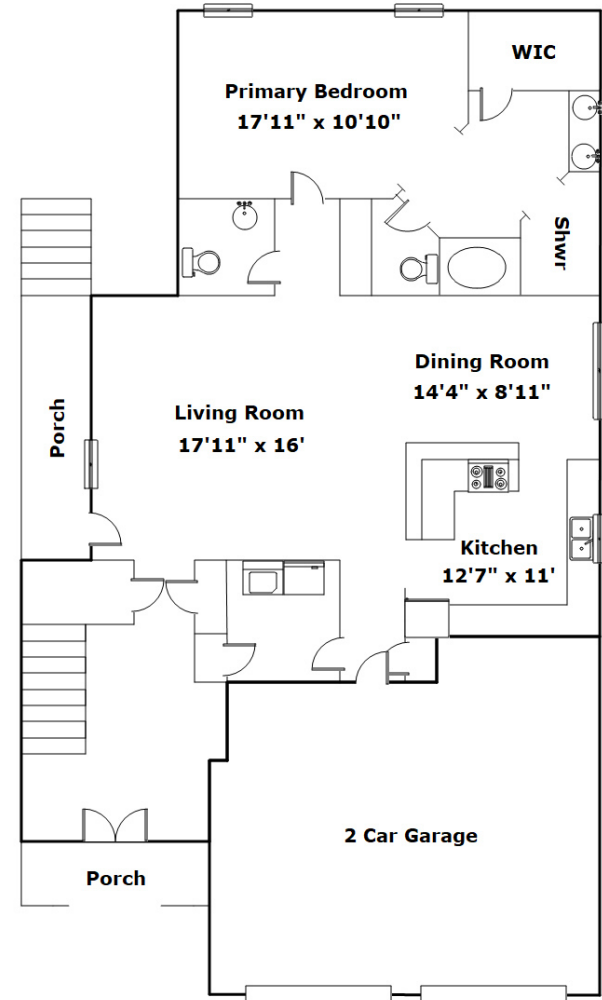 WIC
Primary Bedroom
17'11" x 10'10"
Shwr
Dining Room
14'4" x 8'11"
Living Room
17'11" x 16'
Porch
Kitchen
12'7" x 11'
2 Car Garage
Porch